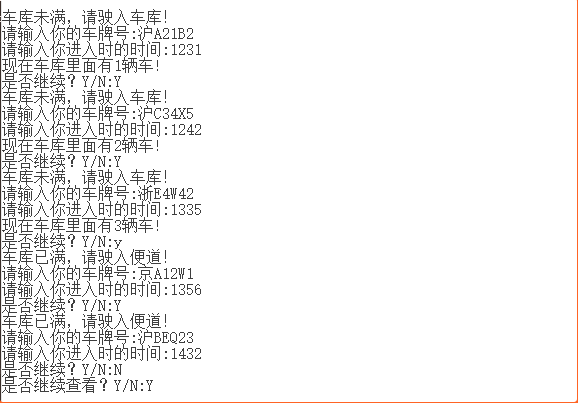 车库未满，请驶入车库!
请输入你的车牌号:沪A21B2
请输入你进入时的时间:1231
现在车库里面有1辆车!
是否继续？Y/N:Y
车库未满，请驶入车库!
请输入你的车牌号:沪C34X5
请输入你进入时的时间:1242
现在车库里面有2辆车!
是否继续？Y/N:Y
车库未满，请驶入车库!
请输入你的车牌号:浙E4W42
请输入你进入时的时间:1335
现在车库里面有3辆车!
是否继续？Y/N:y
车库已满，请驶入便道!
请输入你的车牌号:京A12W1
请输入你进入时的时间:1356
是否继续？Y/N:Y
车库已满，请驶入便道!
请输入你的车牌号:沪BEQ23
请输入你进入时的时间:1432
是否继续？Y/N:N
是否继续查看？Y/N:Y